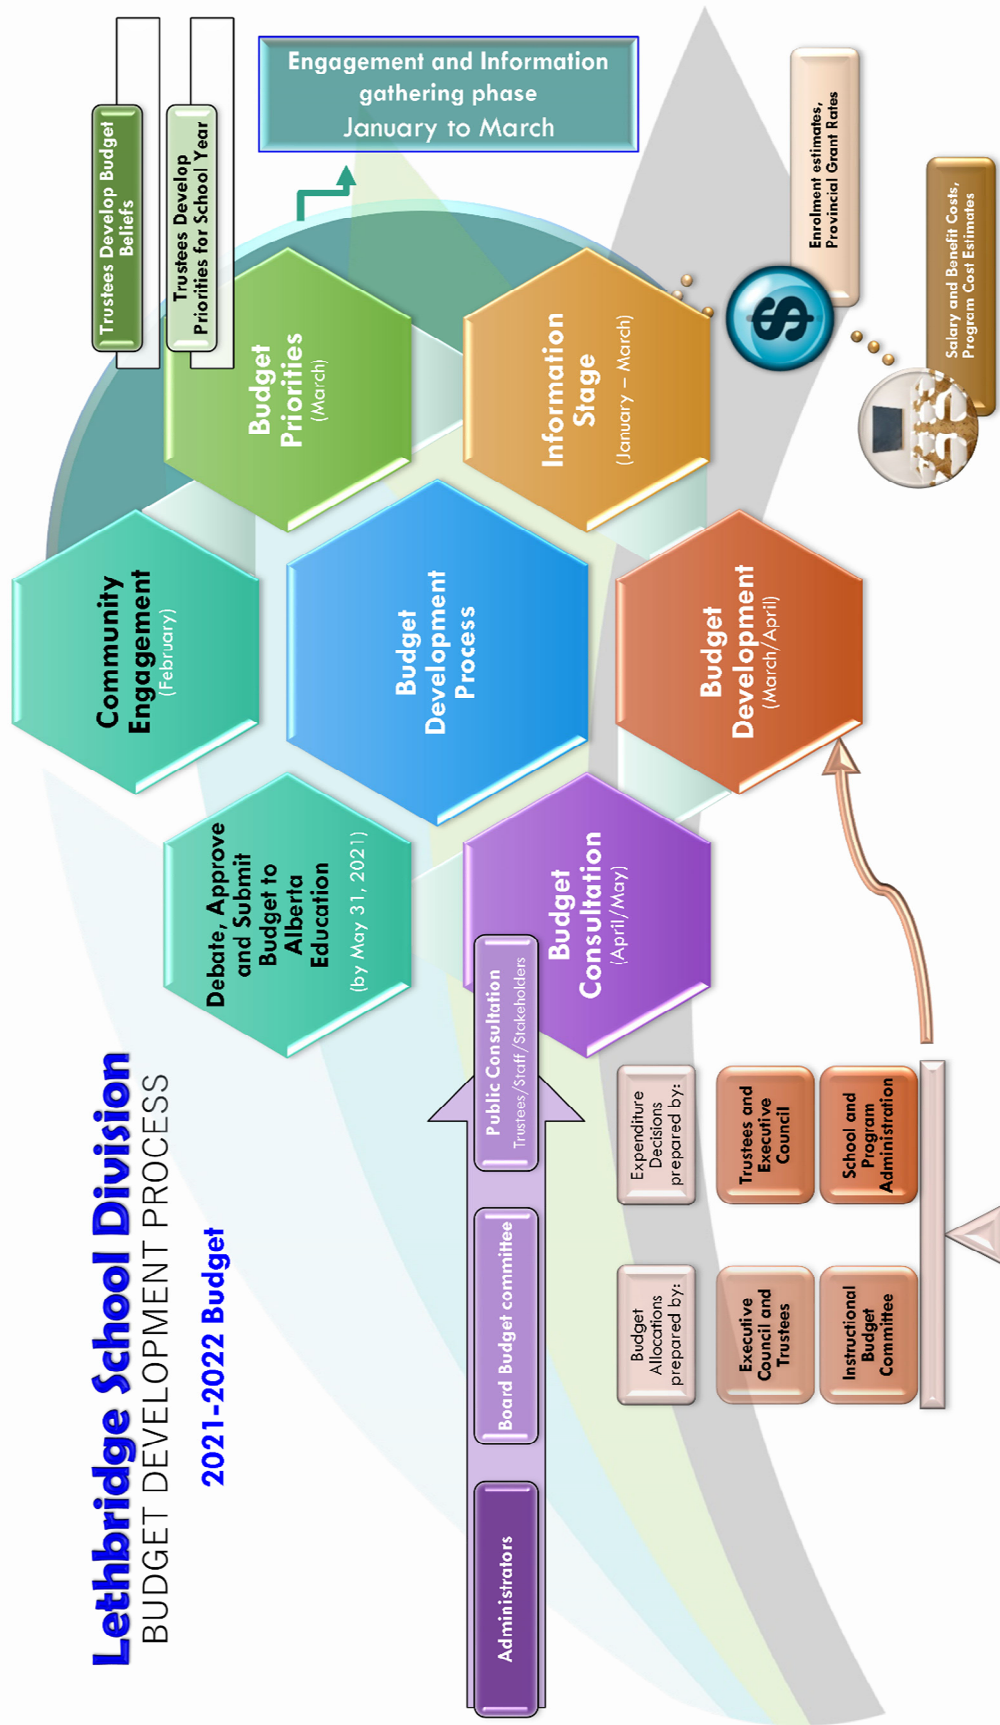 Lethbridge School Division
BUDGET DEVELOPMENT PROCESS
2021-2022 Budget
Community
Engagement
(February)
Trustees Develop Budget
Beliefs
Trustees Develop
Priorities for School Year
Engagement and Information
gathering phase
January to March
Budget
Priorities
(March)
Debate, Approve
and Submit
Budget to
Alberta
Education
(by May 31, 2021)
Budget
Development
Process
Information
Stage
(January – March)
$
Enrolment estimates,
Provincial Grant Rates
Salary and Benefit Costs,
Program Cost Estimates
Administrators
Board Budget committee
Public Consultation
Trustees/Staff/Stakeholders
Budget
Consultation
(April/May)
Budget
Development
(March/April)
Budget
Allocations
prepared by:
Expenditure
Decisions
prepared by:
Executive
Council and
Trustees
Trustees and
Executive
Council
Instructional
Budget
Committee
School and
Program
Administration